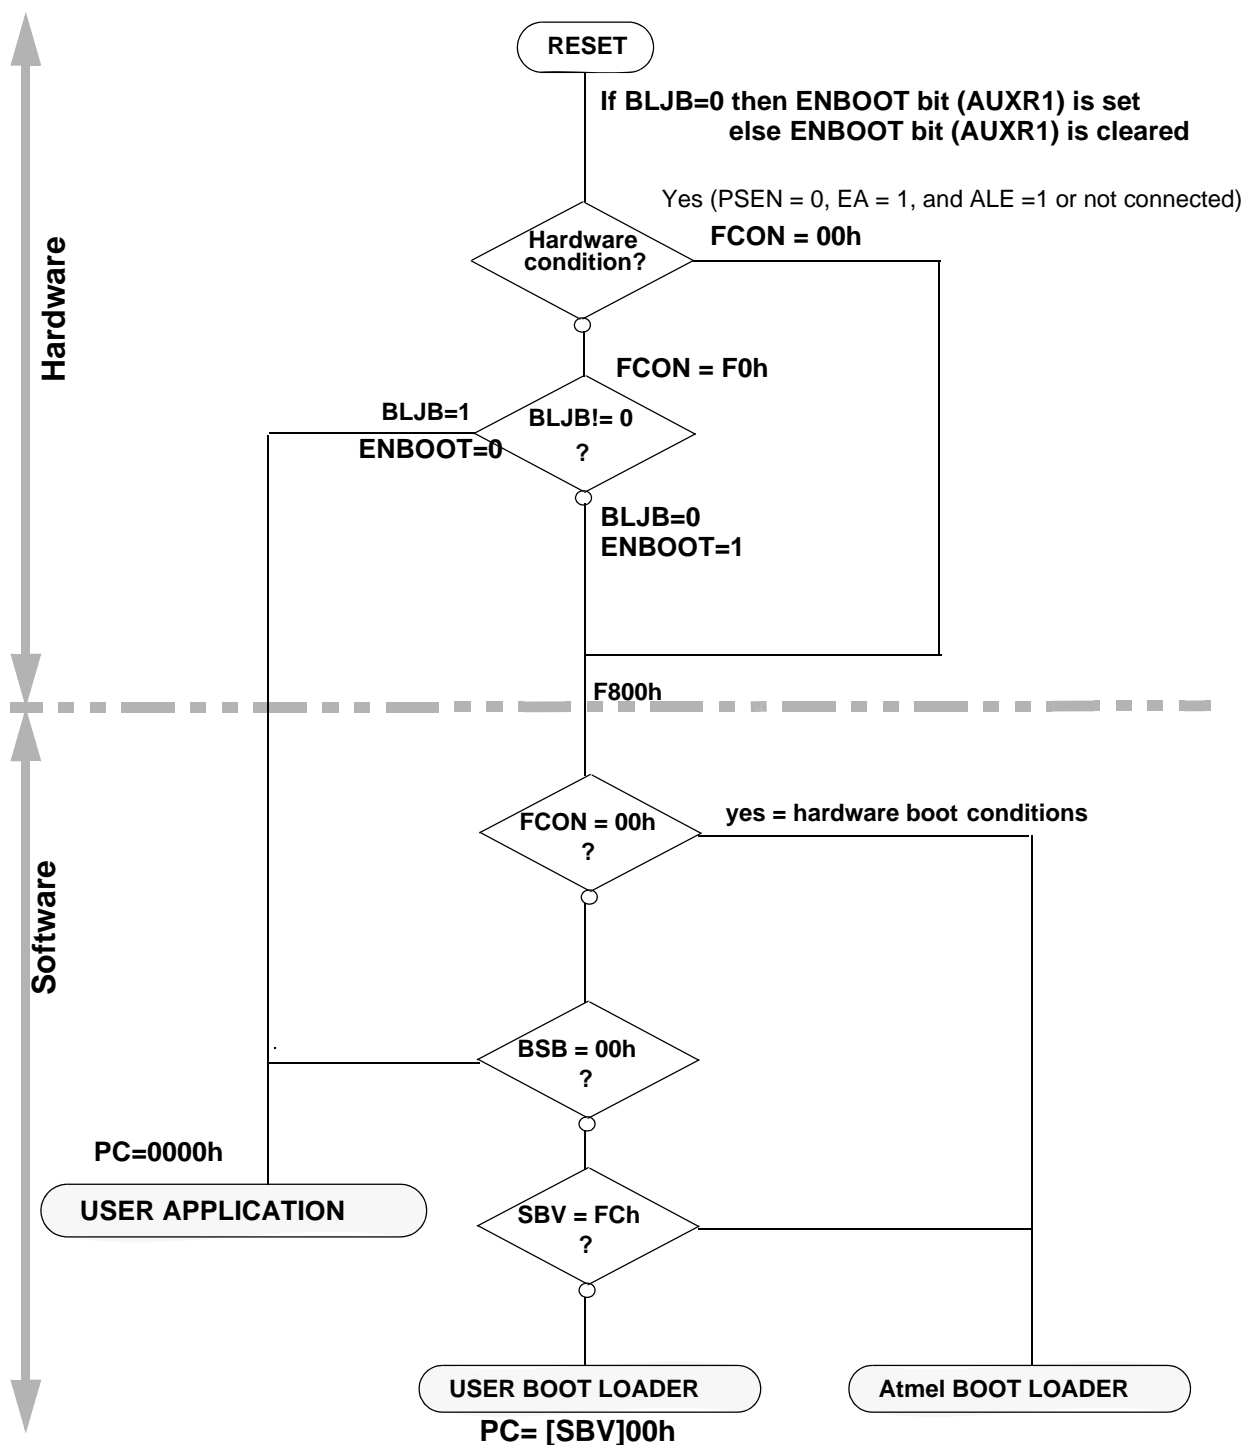 RESET
If BLJB=0 then ENBOOT bit (AUXR1) is set
else ENBOOT bit (AUXR1) is cleared
Yes (PSEN = 0, EA = 1, and ALE =1 or not connected)
FCON = 00h
Hardware
condition?
Hardware
FCON = F0h
BLJB=1
ENBOOT=0
BLJB!= 0
?
BLJB=0
ENBOOT=1
F800h
FCON = 00h
?
yes = hardware boot conditions
Software
BSB = 00h
?
PC=0000h
USER APPLICATION
SBV = FCh
?
USER BOOT LOADER
PC= [SBV]00h
Atmel BOOT LOADER